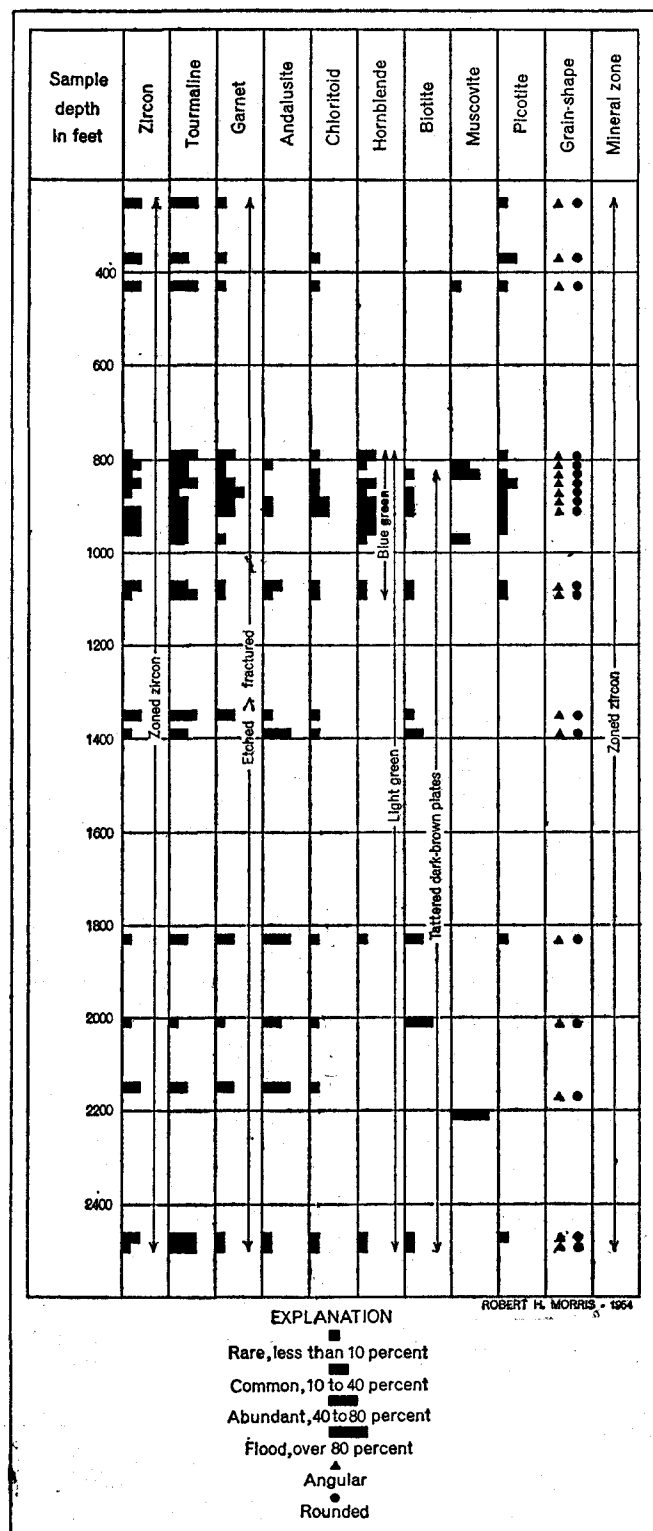 Sample
depth
in feet
Zircon
Tourmaline
Garnet
Andalusite
Chloritoid
Hornblende
Biotite
Muscovite
Picotite
Grain-shape
Mineral zone
400
600
800
1000
1200
1400
1600
1800
2000
2200
2400
Zoned zircon
Etched > fractured
Blue green
Light green
Tattered dark-brown plates
Zoned zircon
ROBERT H. MORRIS - 1954
EXPLANATION
Rare, less than 10 percent
Common, 10 to 40 percent
Abundant, 40 to 80 percent
Flood, over 80 percent
Angular
Rounded